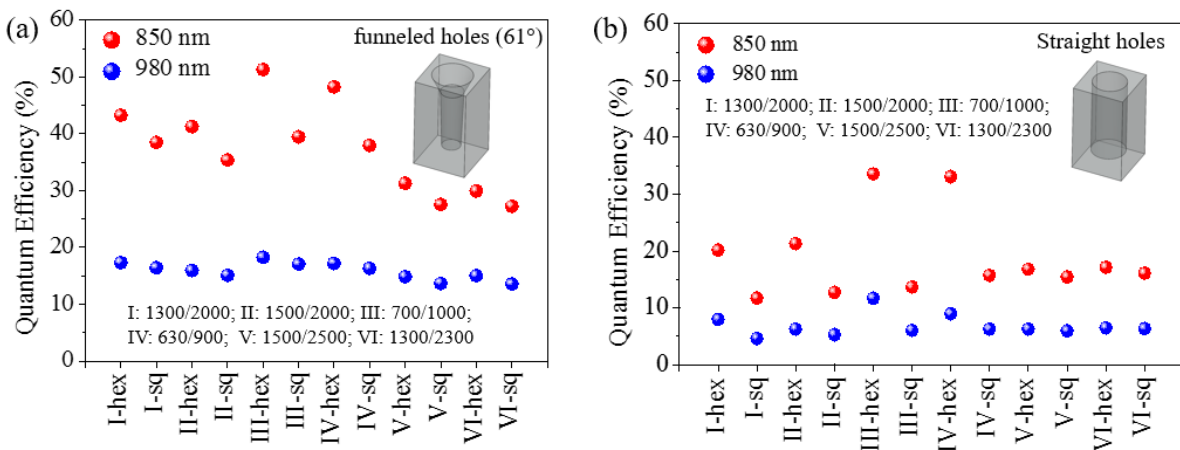 (a)
60
50
40
30
20
10
0
Quantum Efficiency (%)
850 nm
980 nm
funneled holes (61°)
I: 1300/2000; II: 1500/2000; III: 700/1000;
IV: 630/900; V: 1500/2500; VI: 1300/2300
I-hex
I-sq
II-hex
II-sq
III-hex
III-sq
IV-hex
IV-sq
V-hex
V-sq
VI-hex
VI-sq
(b)
60
50
40
30
20
10
0
Quantum Efficiency (%)
850 nm
980 nm
Straight holes
I: 1300/2000; II: 1500/2000; III: 700/1000;
IV: 630/900; V: 1500/2500; VI: 1300/2300
I-hex
I-sq
II-hex
II-sq
III-hex
III-sq
IV-hex
IV-sq
V-hex
V-sq
VI-hex
VI-sq